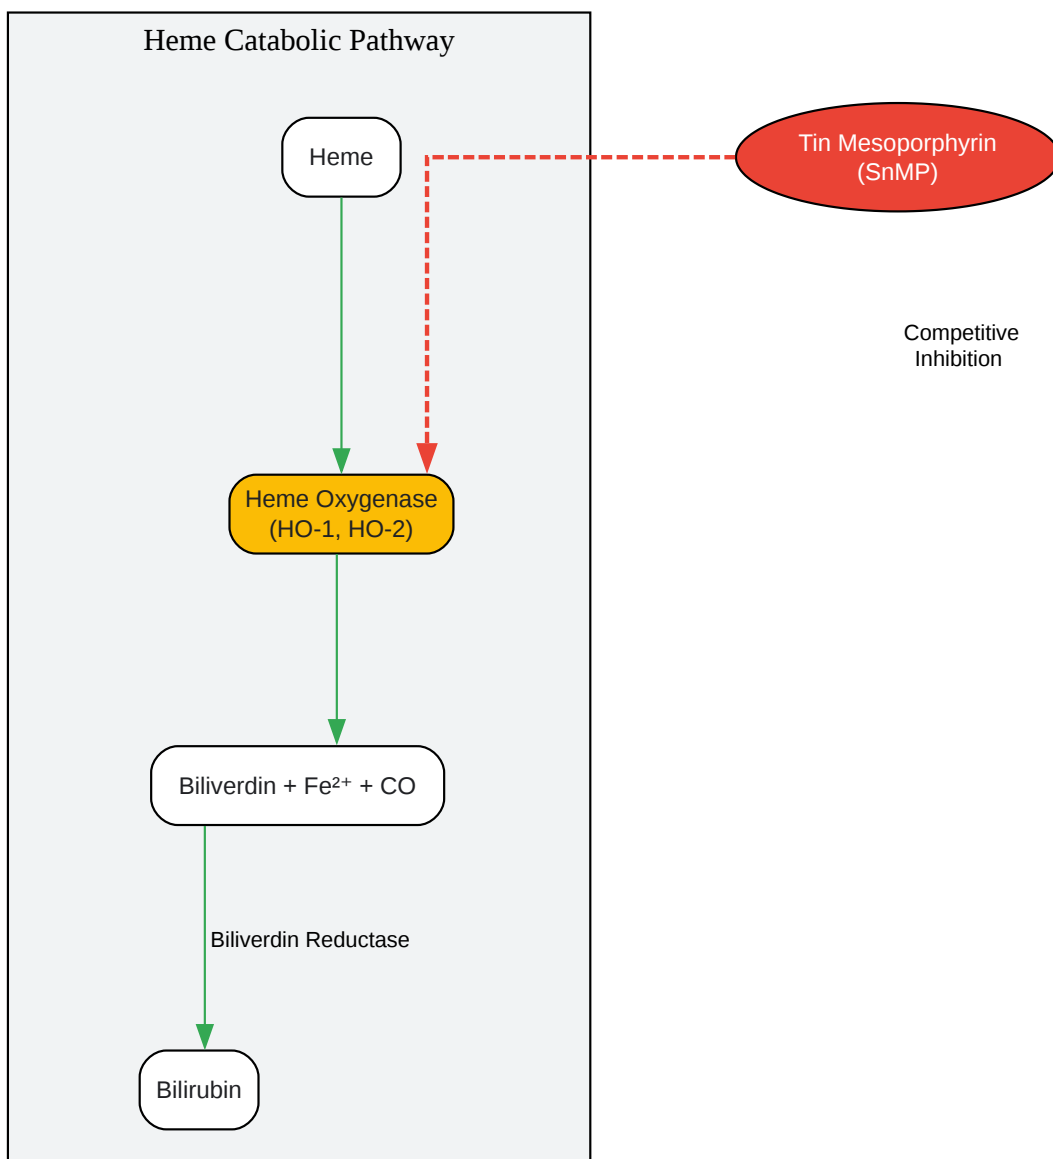 Heme Catabolic Pathway
Heme
Tin Mesoporphyrin
(SnMP)
Competitive
Inhibition
Heme Oxygenase
(HO-1, HO-2)
Biliverdin + Fe²⁺ + CO
Biliverdin Reductase
Bilirubin